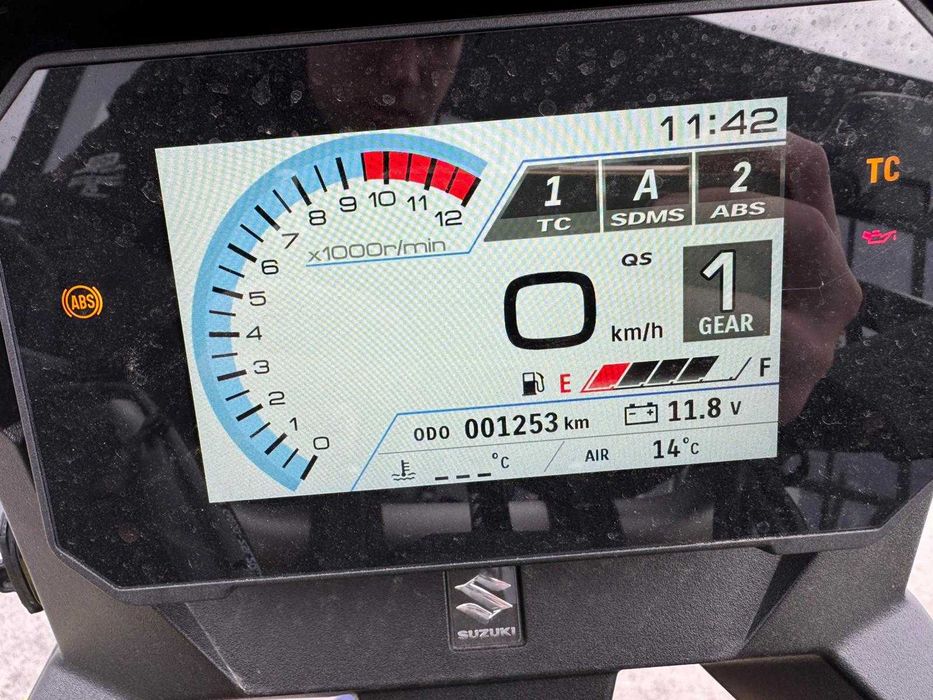 11:42
1 A 2
TC SDMS ABS
TC
8 9 10 11 12
7
x1000r/min
6
5
4
3
2
1
0
QS
1
GEAR
0 km/h
ABS
E F
ODO 001253 km 11.8 V
---°C AIR 14°C
SUZUKI